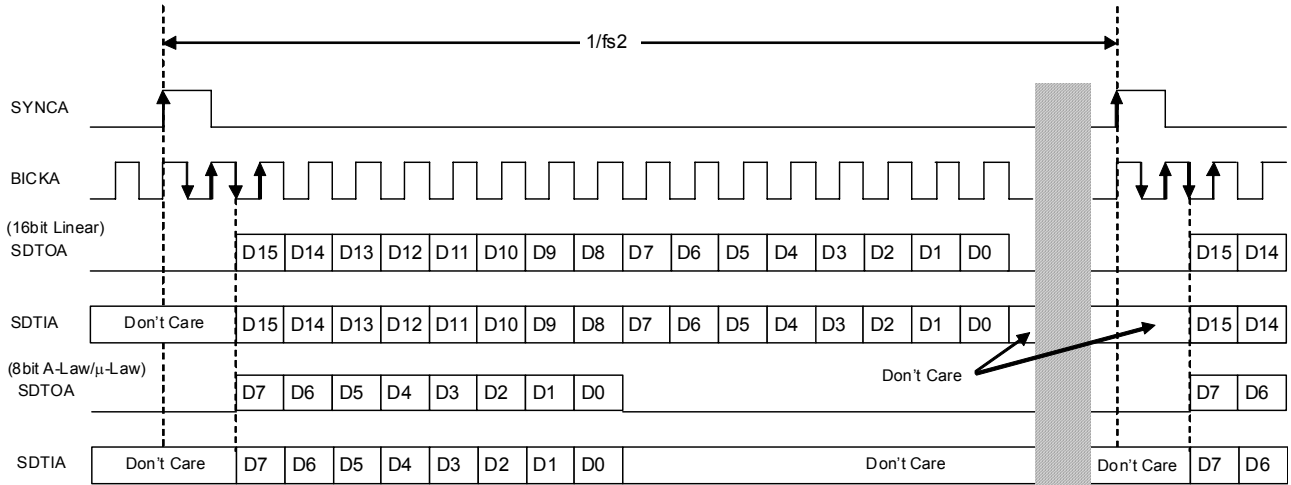 1/fs2
SYNCA
BICKA
(16bit Linear)
SDTOA D15 D14 D13 D12 D11 D10 D9 D8 D7 D6 D5 D4 D3 D2 D1 D0 D15 D14
SDTIA Don't Care D15 D14 D13 D12 D11 D10 D9 D8 D7 D6 D5 D4 D3 D2 D1 D0 D15 D14
Don't Care
(8bit A-Law/μ-Law)
SDTOA D7 D6 D5 D4 D3 D2 D1 D0 D7 D6
SDTIA Don't Care D7 D6 D5 D4 D3 D2 D1 D0 Don't Care Don't Care D7 D6